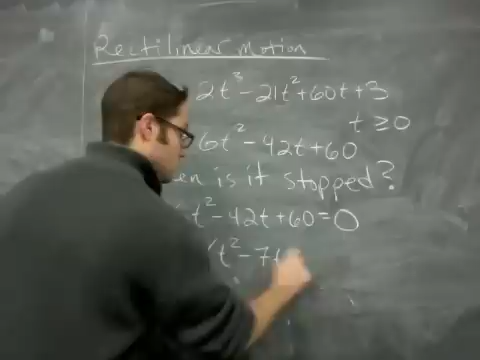 Rectilinear motion
2t³ - 21t² + 60t + 3
t ≥ 0
6t² - 42t + 60
en is it stopped?
t² - 42t + 60 = 0
(t² - 7t